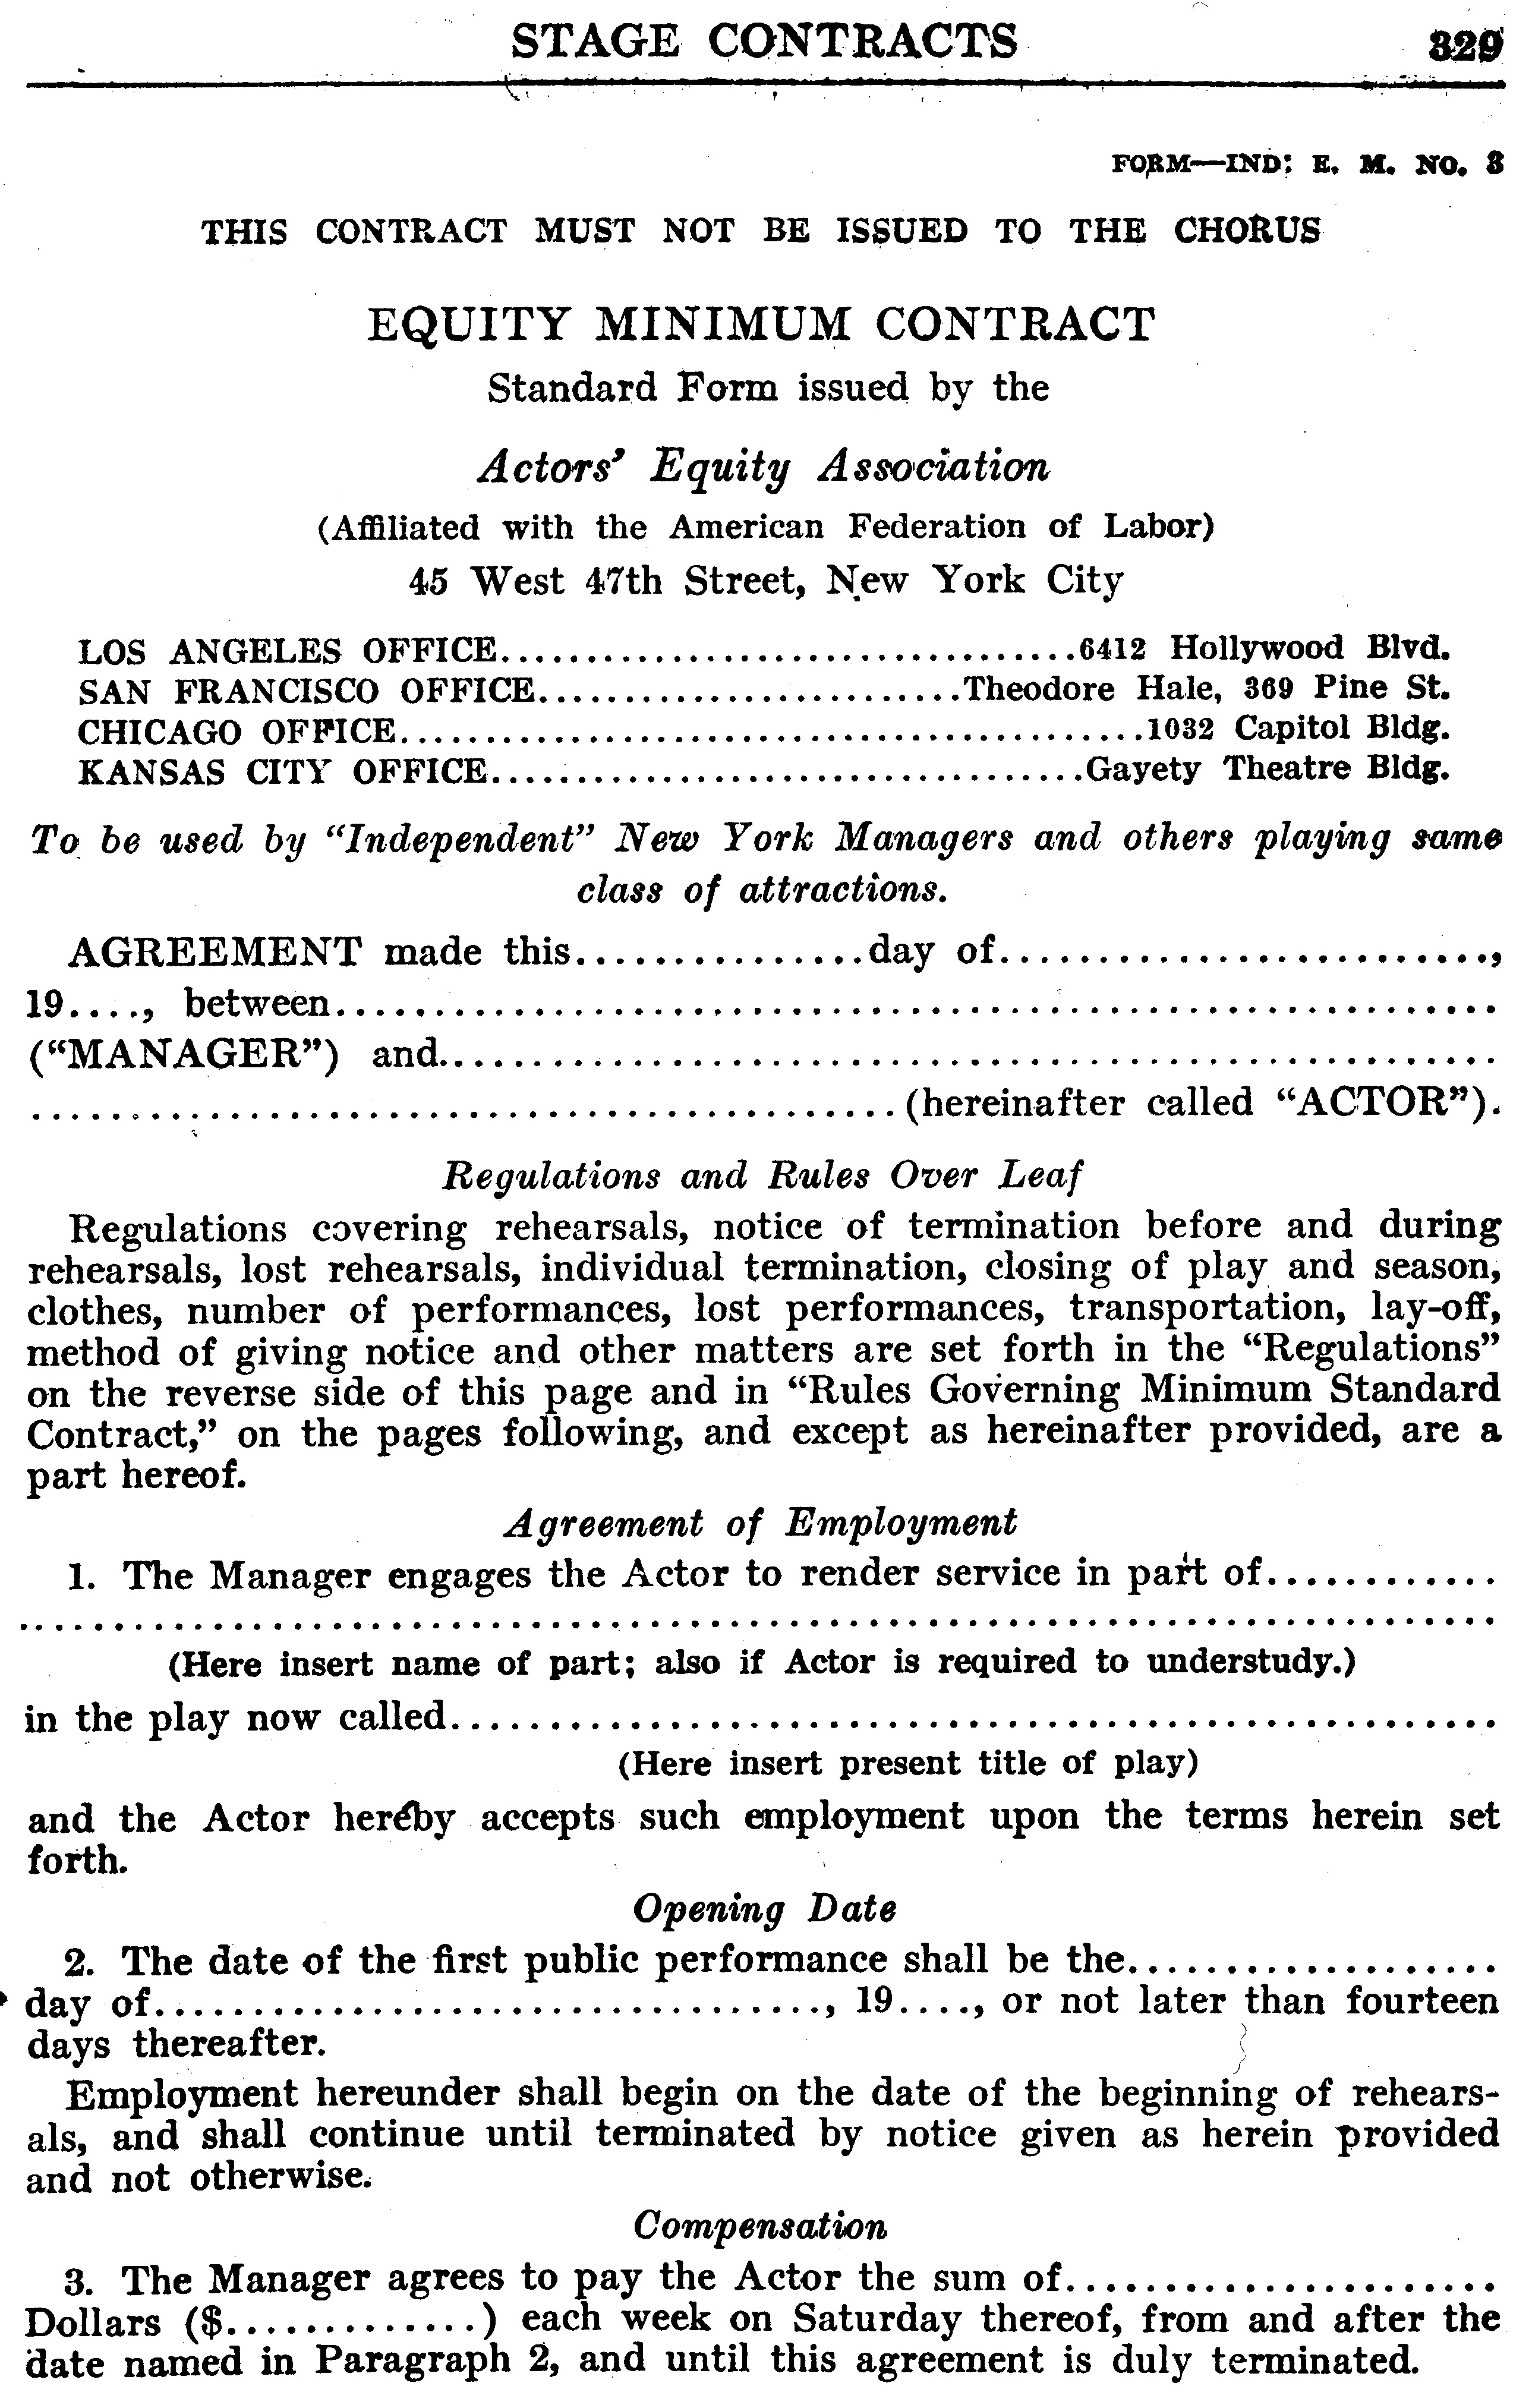 STAGE CONTRACTS 329
FORM—IND: E. M. NO. 3
THIS CONTRACT MUST NOT BE ISSUED TO THE CHORUS
EQUITY MINIMUM CONTRACT
Standard Form issued by the
Actors’ Equity Association
(Affiliated with the American Federation of Labor)
45 West 47th Street, New York City
LOS ANGELES OFFICE..................................6412 Hollywood Blvd.
SAN FRANCISCO OFFICE.........................Theodore Hale, 369 Pine St.
CHICAGO OFFICE............................................1032 Capitol Bldg.
KANSAS CITY OFFICE...................................Gayety Theatre Bldg.
To be used by “Independent” New York Managers and others playing same
class of attractions.
AGREEMENT made this...............day of.........................,
19...., between............................................................
(“MANAGER”) and......................................................
.............................................(hereinafter called “ACTOR”).
Regulations and Rules Over Leaf
Regulations covering rehearsals, notice of termination before and during
rehearsals, lost rehearsals, individual termination, closing of play and season,
clothes, number of performances, lost performances, transportation, lay-off,
method of giving notice and other matters are set forth in the “Regulations”
on the reverse side of this page and in “Rules Governing Minimum Standard
Contract,” on the pages following, and except as hereinafter provided, are a
part hereof.
Agreement of Employment
1. The Manager engages the Actor to render service in part of............
...........................................................................
(Here insert name of part; also if Actor is required to understudy.)
in the play now called......................................................
(Here insert present title of play)
and the Actor hereby accepts such employment upon the terms herein set
forth.
Opening Date
2. The date of the first public performance shall be the...................
day of..................................., 19...., or not later than fourteen
days thereafter.
Employment hereunder shall begin on the date of the beginning of rehears-
als, and shall continue until terminated by notice given as herein provided
and not otherwise.
Compensation
3. The Manager agrees to pay the Actor the sum of......................
Dollars ($.............) each week on Saturday thereof, from and after the
date named in Paragraph 2, and until this agreement is duly terminated.